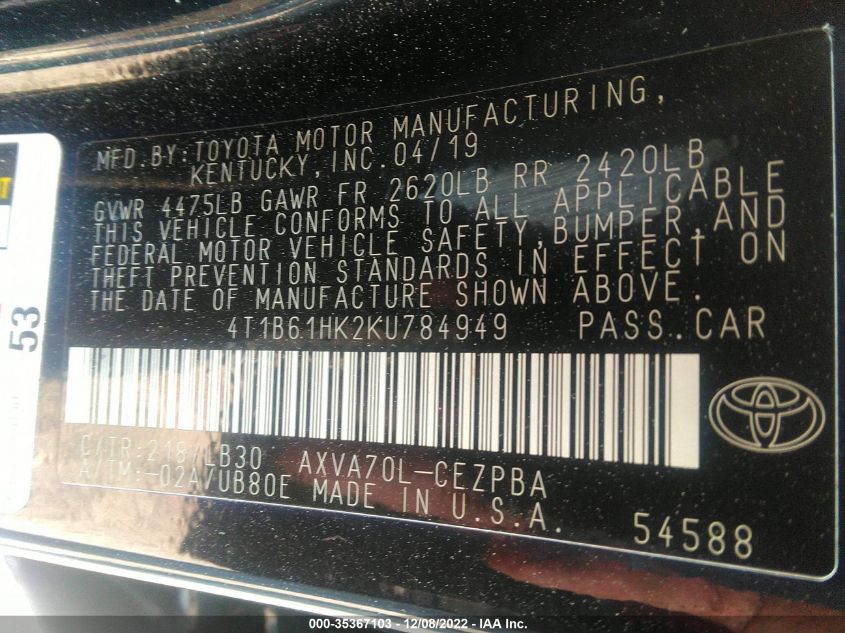 MFD.BY:TOYOTA MOTOR MANUFACTURING,
KENTUCKY,INC.04/19
GVWR 4475LB GAWR FR 2620LB RR 2420LB
THIS VEHICLE CONFORMS TO ALL APPLICABLE
FEDERAL MOTOR VEHICLE SAFETY,BUMPER,AND
THEFT PREVENTION STANDARDS IN EFFECT ON
THE DATE OF MANUFACTURE SHOWN ABOVE.
4T1B61HK2KU784949 PASS.CAR
C/TR:218/LB30 AXVA70L-CEZPBA
A/TM:-02A/UB80E MADE IN U.S.A.
54588
53
000-35367103 - 12/08/2022 - IAA Inc.